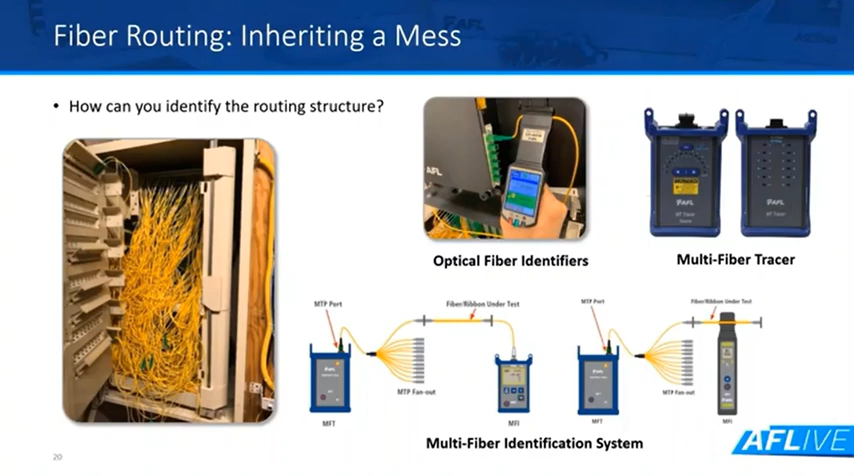 Fiber Routing: Inheriting a Mess
• How can you identify the routing structure?
AFL
AFL
AFL
Optical Fiber Identifiers
Multi-Fiber Tracer
MTP Port
Fiber/Ribbon Under Test
MTP Fan-out
MFT
MFI
MTP Port
Fiber/Ribbon Under Test
MTP Fan-out
MFT
MFI
Multi-Fiber Identification System
20
AFLIVE